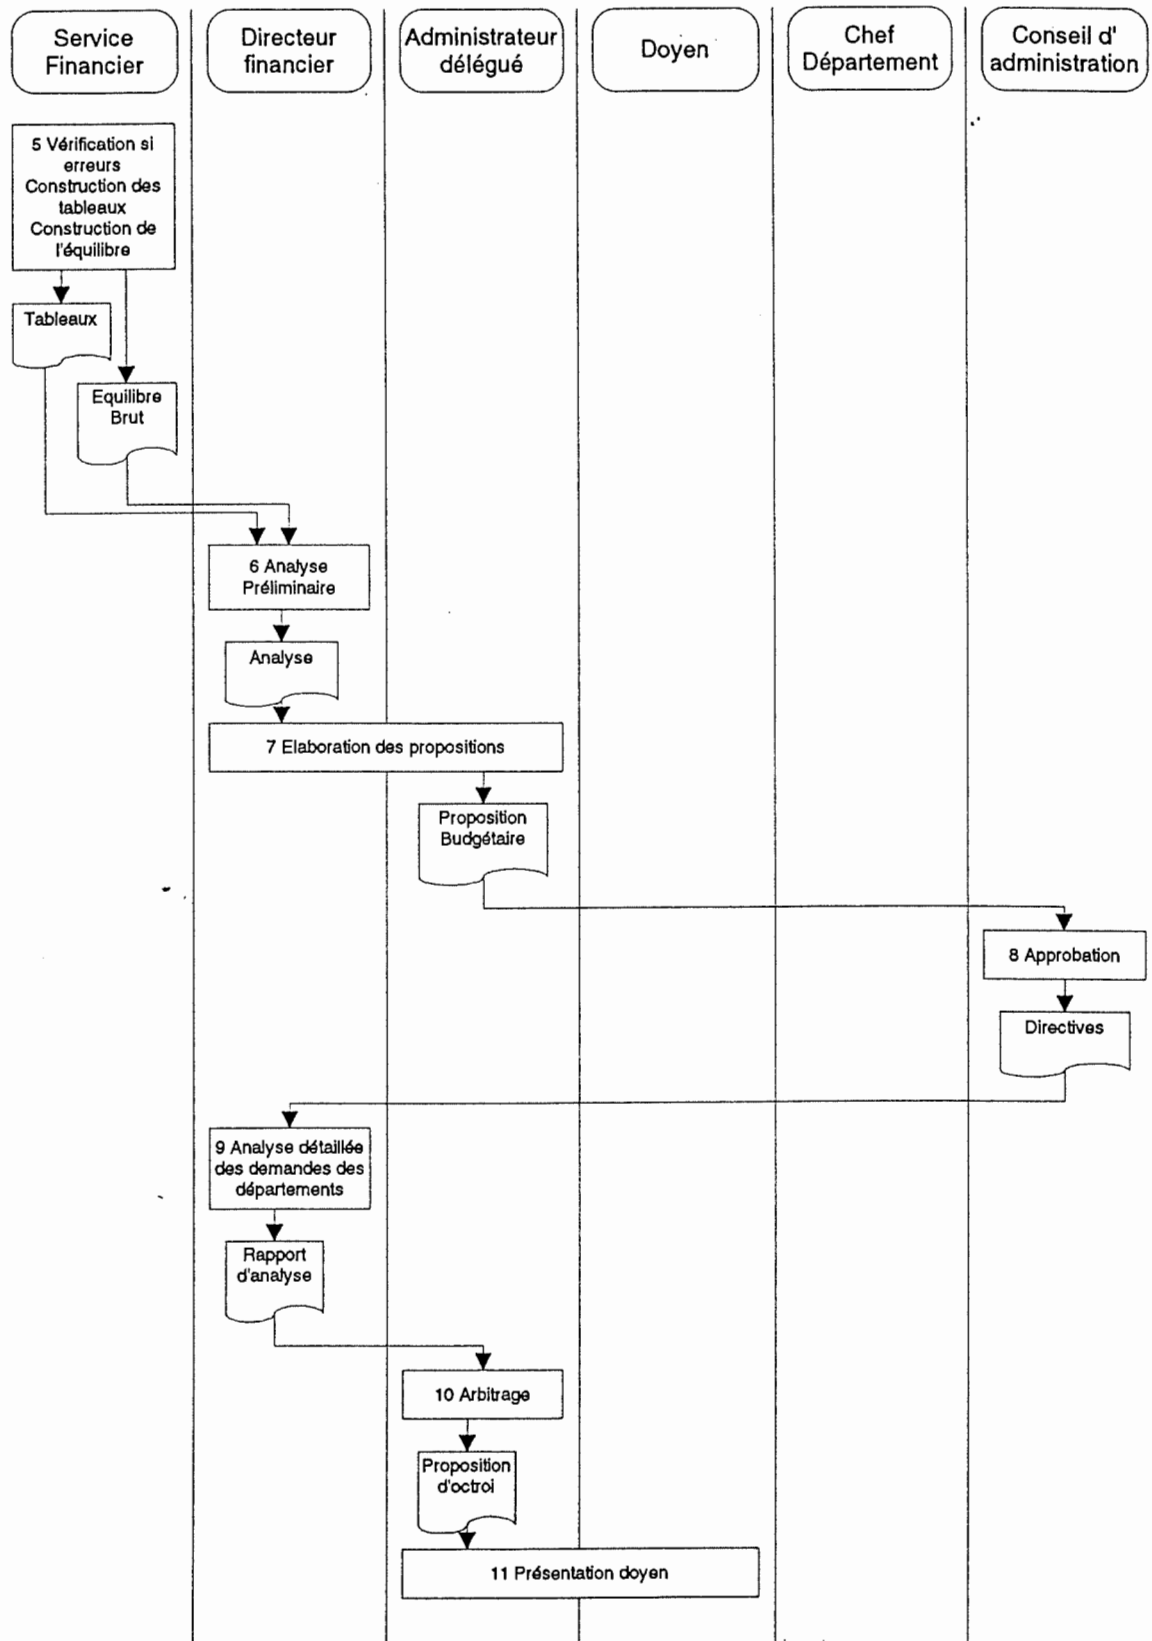 Service
Financier
Directeur
financier
Administrateur
délégué
Doyen
Chef
Département
Conseil d'
administration
5 Vérification si
erreurs
Construction des
tableaux
Construction de
l'équilibre
Tableaux
Equilibre
Brut
6 Analyse
Préliminaire
Analyse
7 Elaboration des propositions
Proposition
Budgétaire
8 Approbation
Directives
9 Analyse détaillée
des demandes des
départements
Rapport
d'analyse
10 Arbitrage
Proposition
d'octroi
11 Présentation doyen